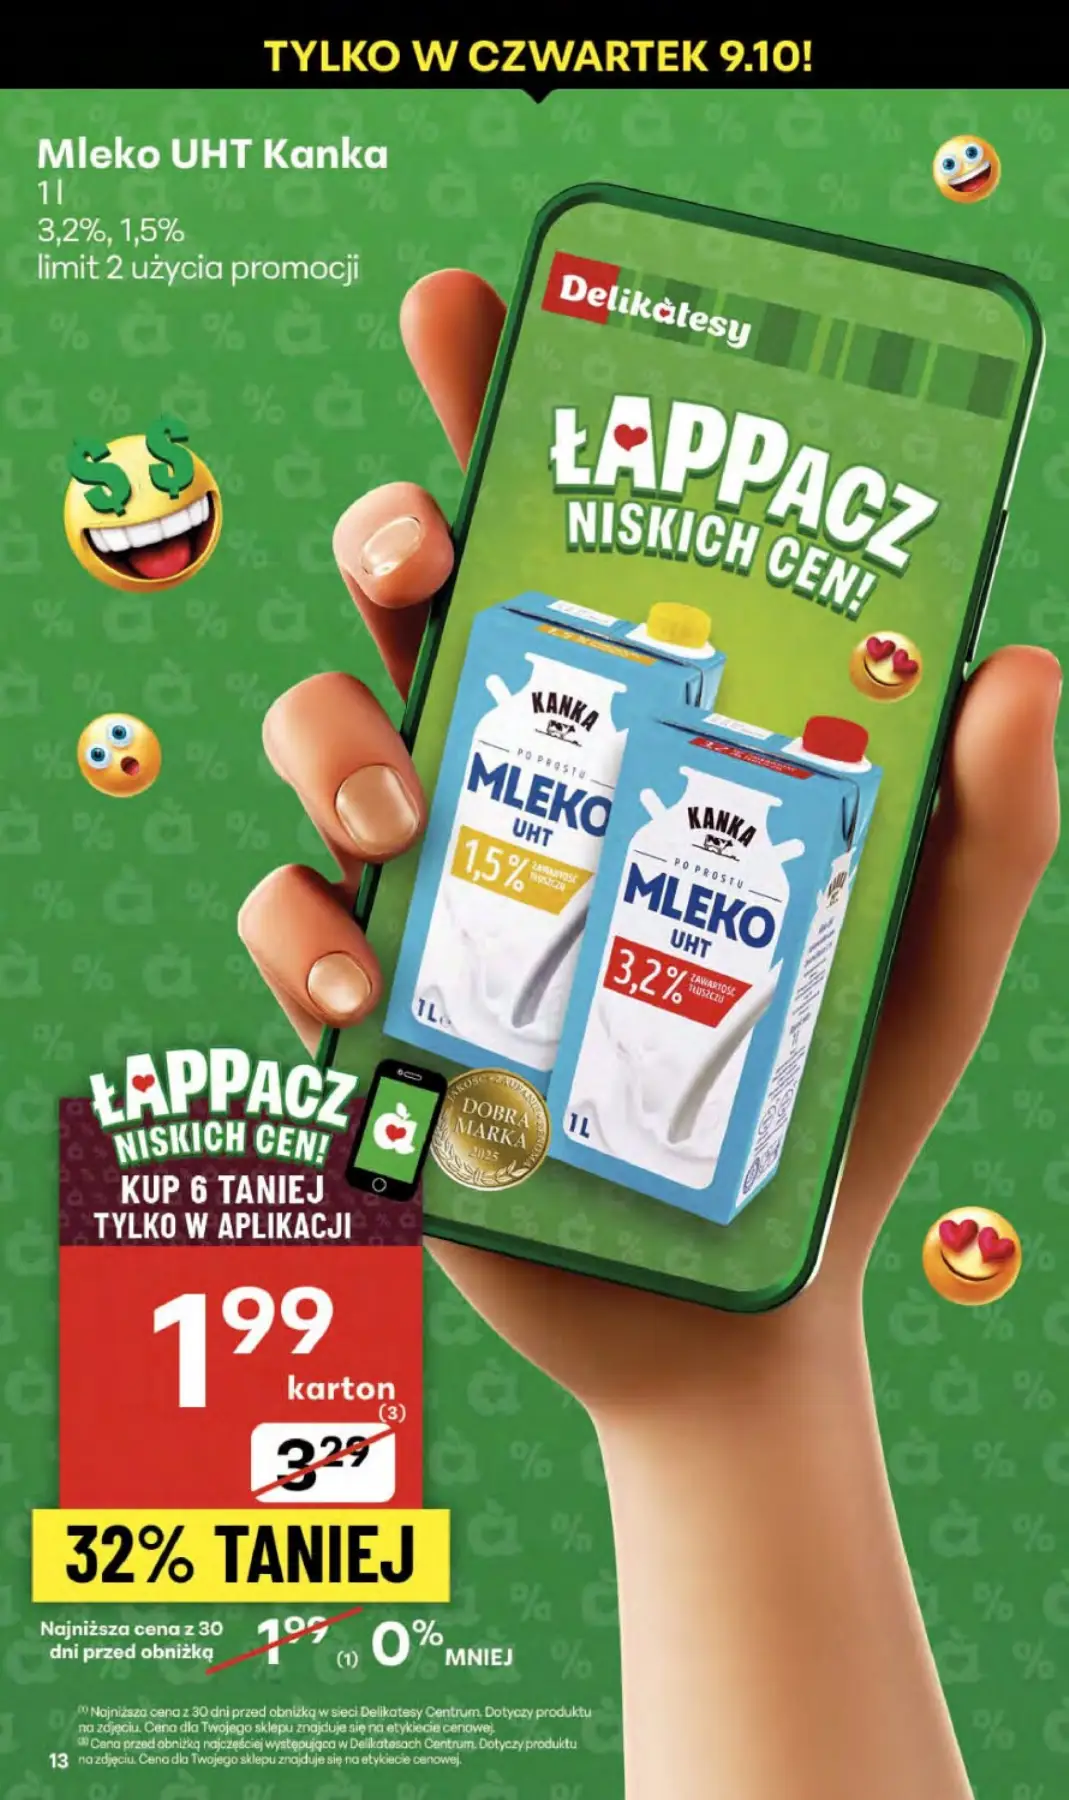 TYLKO W CZWARTEK 9.10!
Mleko UHT Kanka
1 l
3,2%, 1,5%
limit 2 użycia promocji
Delikatesy
ŁAPPACZ
NISKICH CEN!
KANKA
PO PROSTU
MLEKO
UHT
1,5% ZAWARTOŚĆ
TŁUSZCZU
1L
KANKA
PO PROSTU
MLEKO
UHT
3,2% ZAWARTOŚĆ
TŁUSZCZU
1L
DOBRA
MARKA
2025
ŁAPPACZ
NISKICH CEN!
KUP 6 TANIEJ
TYLKO W APLIKACJI
1 99
karton
(3)
3 29
32% TANIEJ
Najniższa cena z 30
dni przed obniżką
1 99 (1)
0% MNIEJ
(1) Najniższa cena z 30 dni przed obniżką w sieci Delikatesy Centrum. Dotyczy produktu
na zdjęciu. Cena dla Twojego sklepu znajduje się na etykiecie cenowej.
(3) Cena przed obniżką najczęściej występująca w Delikatesach Centrum. Dotyczy produktu
na zdjęciu. Cena dla Twojego sklepu znajduje się na etykiecie cenowej.
13